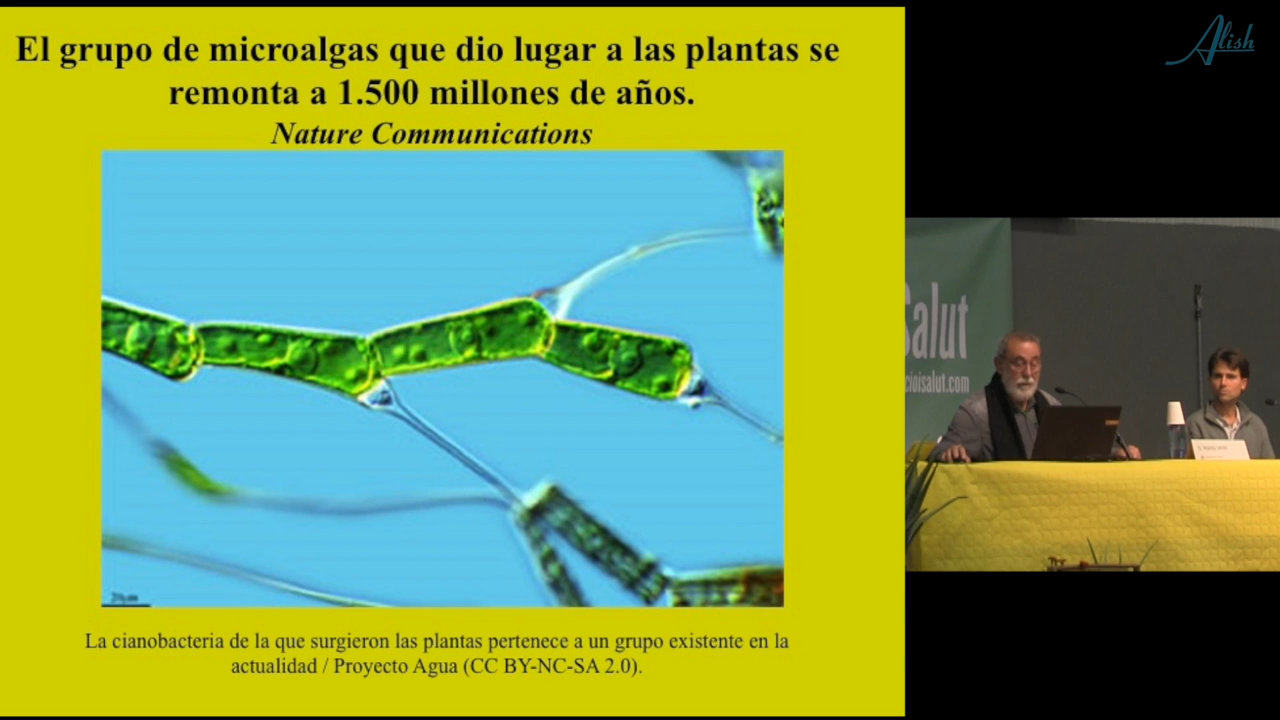 El grupo de microalgas que dio lugar a las plantas se
remonta a 1.500 millones de años.
Nature Communications
La cianobacteria de la que surgieron las plantas pertenece a un grupo existente en la
actualidad / Proyecto Agua (CC BY-NC-SA 2.0).
Alish
Salut
cioisalut.com